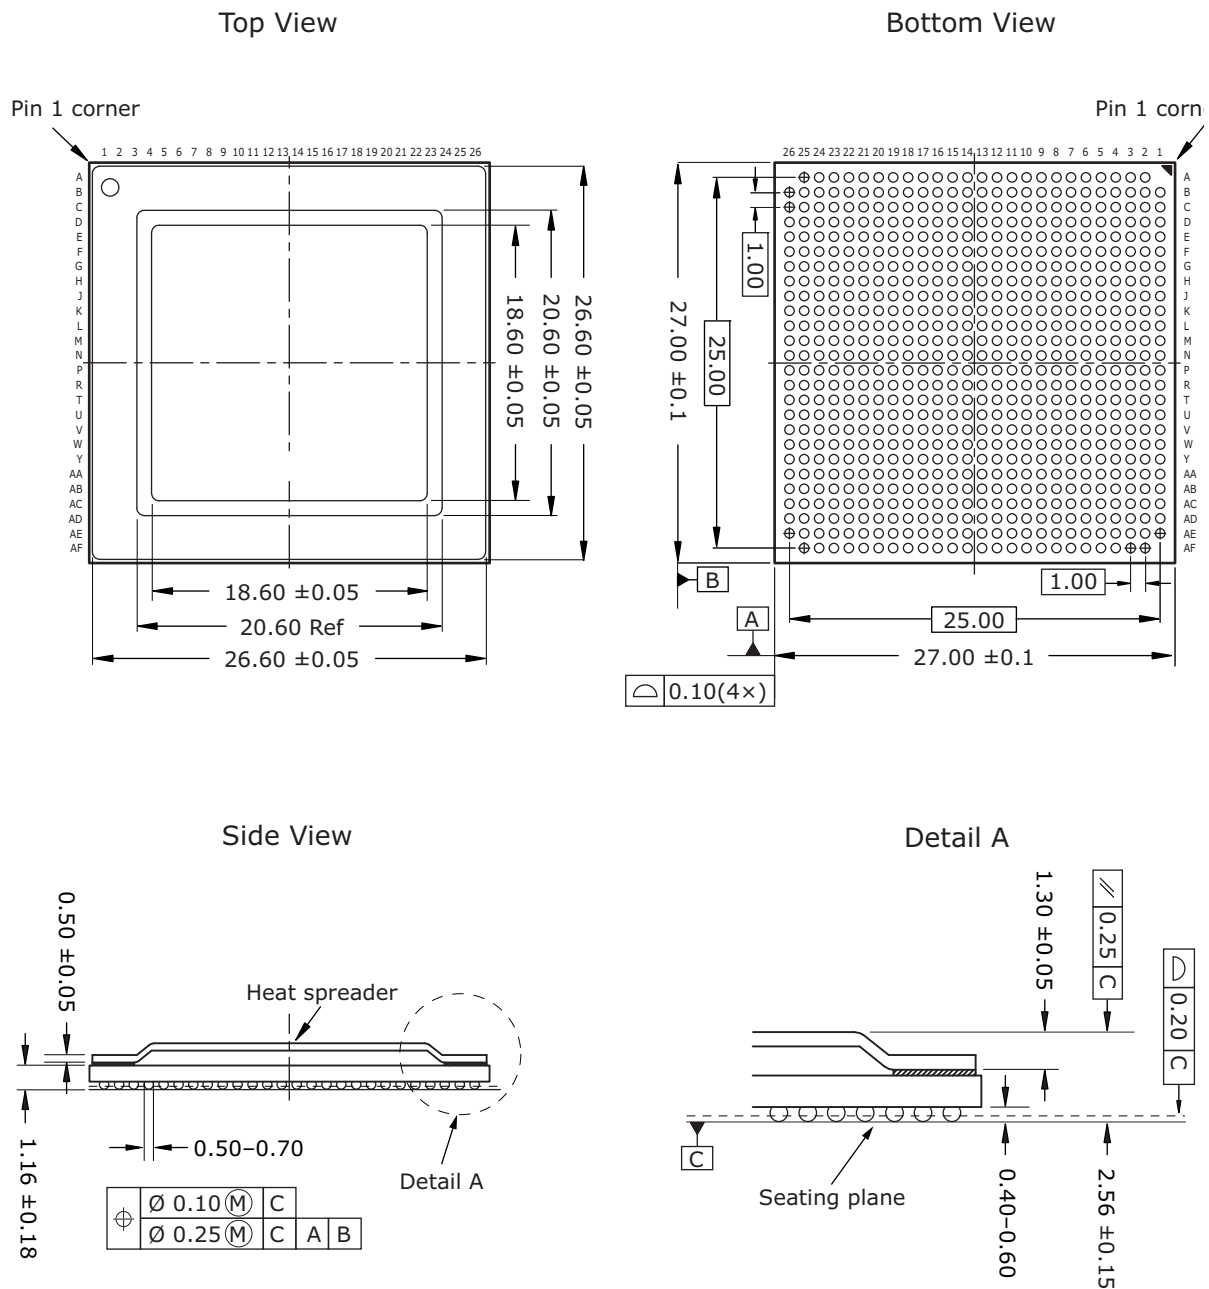 Top View
Bottom View
Pin 1 corner
Pin 1 corn
1 2 3 4 5 6 7 8 9 10 11 12 13 14 15 16 17 18 19 20 21 22 23 24 25 26
A
B
C
D
E
F
G
H
J
K
L
M
N
P
R
T
U
V
W
Y
AA
AB
AC
AD
AE
AF
18.60 ±0.05
20.60 ±0.05
26.60 ±0.05
18.60 ±0.05
20.60 Ref
26.60 ±0.05
26 25 24 23 22 21 20 19 18 17 16 15 14 13 12 11 10 9 8 7 6 5 4 3 2 1
A
B
C
D
E
F
G
H
J
K
L
M
N
P
R
T
U
V
W
Y
AA
AB
AC
AD
AE
AF
1.00
27.00 ±0.1
25.00
B
1.00
A
25.00
27.00 ±0.1
0.10(4×)
Side View
Detail A
0.50 ±0.05
Heat spreader
1.16 ±0.18
0.50–0.70
Detail A
Ø 0.10 M C
Ø 0.25 M C A B
1.30 ±0.05
// 0.25 C
0.20 C
C
Seating plane
0.40–0.60
2.56 ±0.15